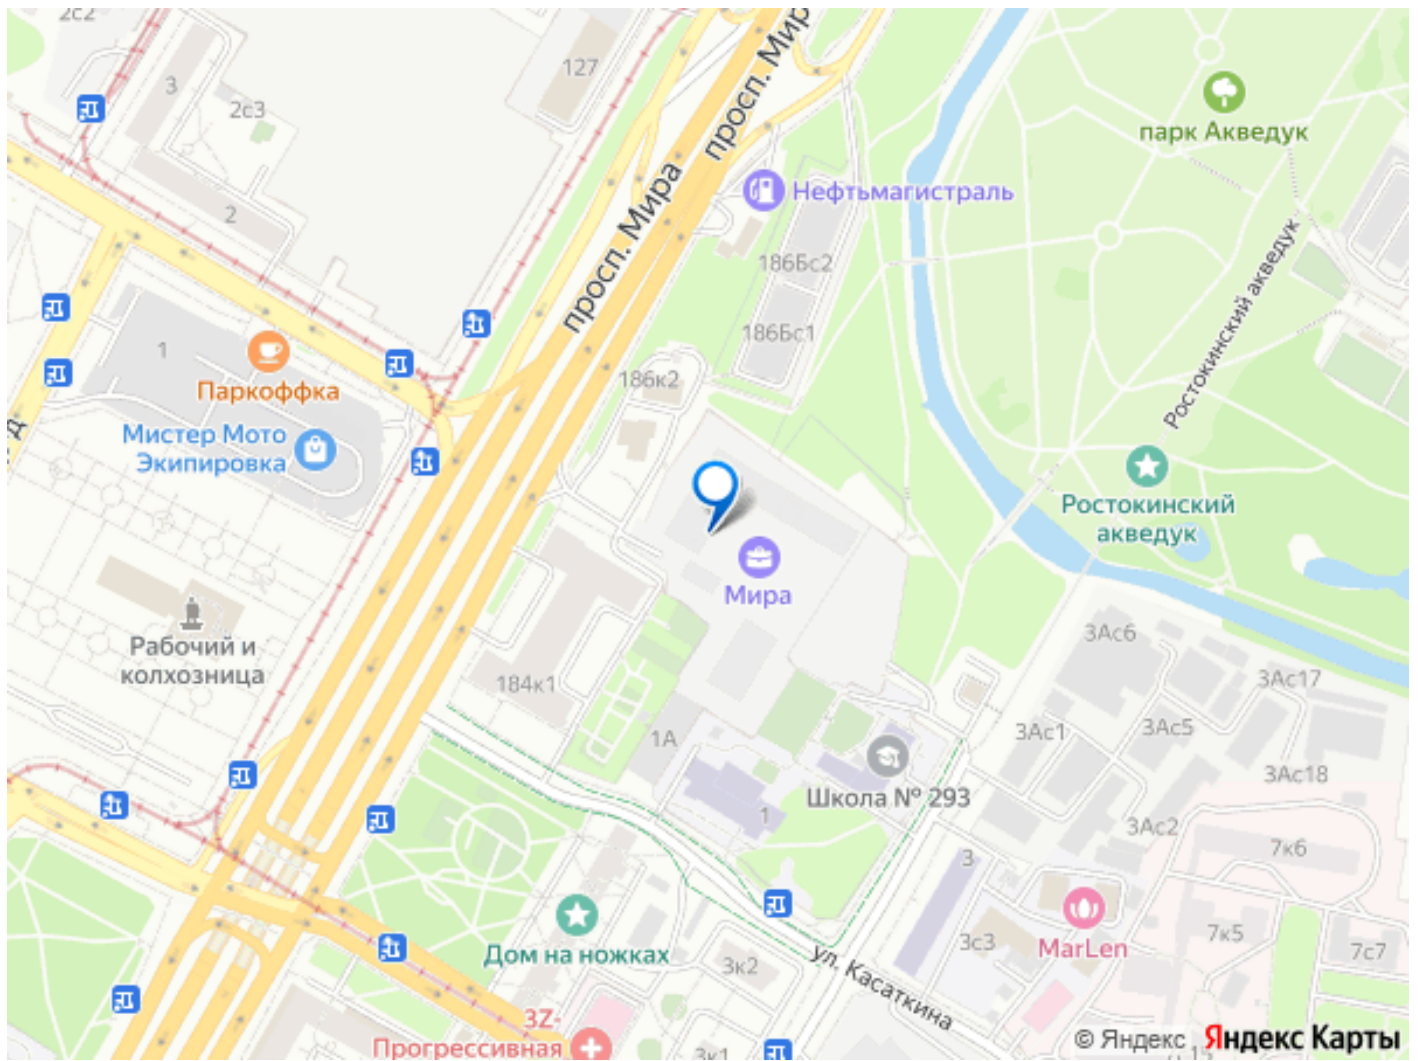 2с2
3
2с3
127
просп. Мира
просп. Мира
парк Акведук
Нефтьмагистраль
2
186Бс2
186Бс1
Ростокинский акведук
1
Паркоффка
186к2
Мистер Мото
Экипировка
Ростокинский
акведук
Мира
Рабочий и
колхозница
3Ас6
184к1
3Ас17
1А
3Ас1
3Ас5
3Ас18
Школа № 293
1
3Ас2
7к6
3
MarLen
3с3
7к5
7с7
Дом на ножках
3к2
ул. Касаткина
3Z-
Прогрессивная
3к1
© Яндекс Яндекс Карты